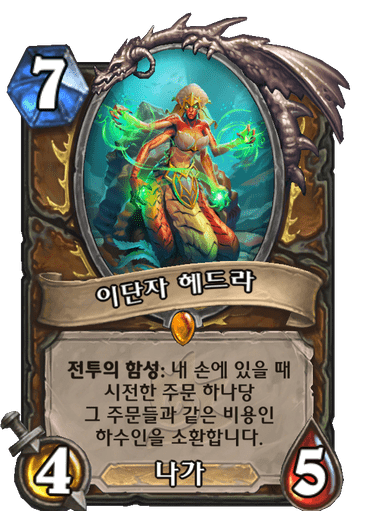 7
이단자 헤드라
전투의 함성: 내 손에 있을 때
시전한 주문 하나당
그 주문들과 같은 비용인
하수인을 소환합니다.
4
나가
5